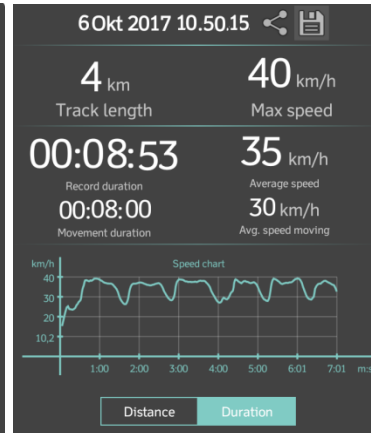 6 Okt 2017 10.50.15
4 km
Track length
40 km/h
Max speed
00:08:53
Record duration
35 km/h
Average speed
00:08:00
Movement duration
30 km/h
Avg. speed moving
km/h
Speed chart
40
30
20
10,2
1:00 2:00 3:00 4:00 5:00 6:01 7:01 m:s
Distance
Duration